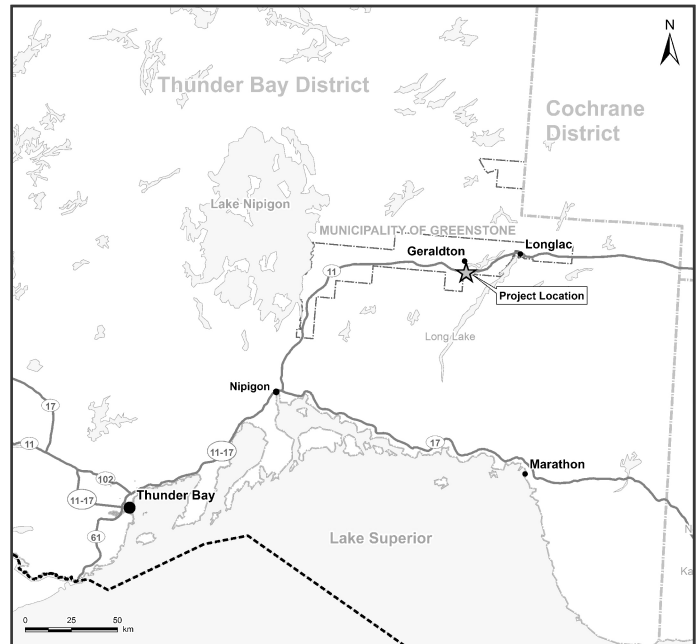 N
Thunder Bay District
Cochrane
District
Lake Nipigon
MUNICIPALITY OF GREENSTONE
Geraldton
Longlac
11
Project Location
Long Lake
Nipigon
17
11
11-17
17
102
Marathon
11-17
Thunder Bay
61
Lake Superior
N
Ka
0 25 50
km